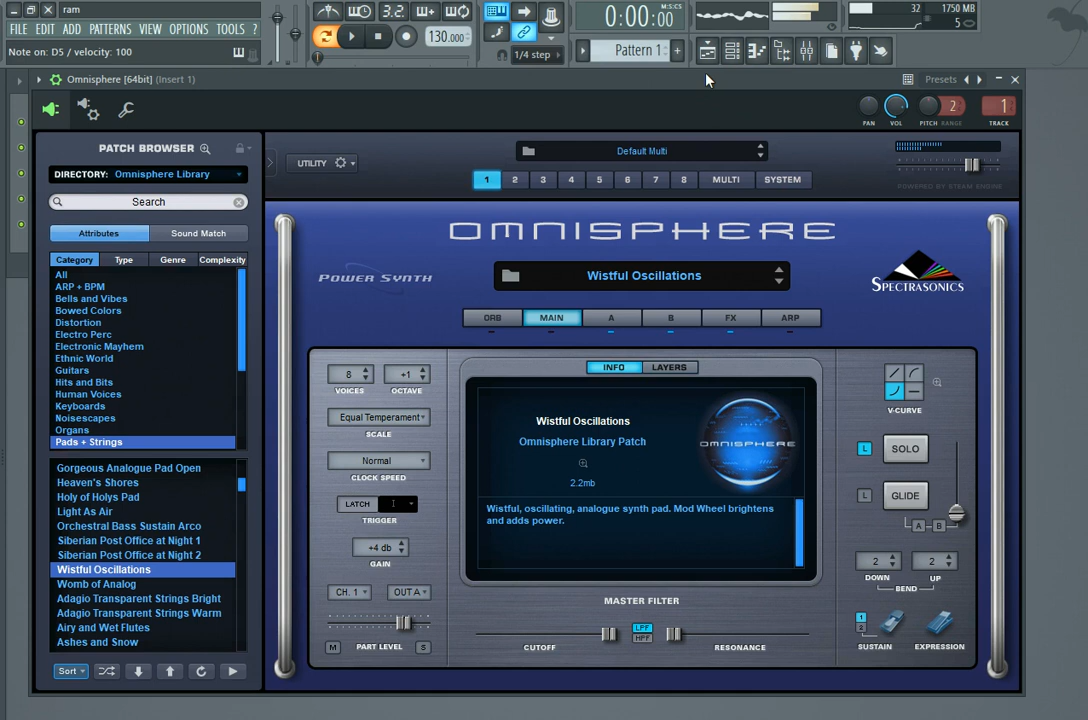 ram
FILE EDIT ADD PATTERNS VIEW OPTIONS TOOLS ?
Note on: D5 / velocity: 100
3.2
130.000
0:00:00
M:S:CS
1/4 step
Pattern 1
32
1750 MB
5
Omnisphere [64bit] (Insert 1)
Presets
PAN VOL PITCH RANGE 2 1 TRACK
PATCH BROWSER
DIRECTORY: Omnisphere Library
Search
Attributes Sound Match
Category Type Genre Complexity
All
ARP + BPM
Bells and Vibes
Bowed Colors
Distortion
Electro Perc
Electronic Mayhem
Ethnic World
Guitars
Hits and Bits
Human Voices
Keyboards
Noisescapes
Organs
Pads + Strings
Gorgeous Analogue Pad Open
Heaven's Shores
Holy of Holys Pad
Light As Air
Orchestral Bass Sustain Arco
Siberian Post Office at Night 1
Siberian Post Office at Night 2
Wistful Oscillations
Womb of Analog
Adagio Transparent Strings Bright
Adagio Transparent Strings Warm
Airy and Wet Flutes
Ashes and Snow
Sort
UTILITY
Default Multi
1 2 3 4 5 6 7 8 MULTI SYSTEM
POWERED BY STEAM ENGINE
OMNISPHERE
POWER SYNTH
Wistful Oscillations
SPECTRASONICS
ORB MAIN A B FX ARP
8 +1
VOICES OCTAVE
Equal Temperament
SCALE
Normal
CLOCK SPEED
LATCH
TRIGGER
+4 db
GAIN
CH. 1 OUT A
M PART LEVEL S
INFO LAYERS
Wistful Oscillations
Omnisphere Library Patch
2.2mb
OMNISPHERE
Wistful, oscillating, analogue synth pad. Mod Wheel brightens
and adds power.
MASTER FILTER
LPF
HPF
CUTOFF RESONANCE
V-CURVE
L SOLO
L GLIDE
A B
2 2
DOWN UP
BEND
1
2
SUSTAIN EXPRESSION